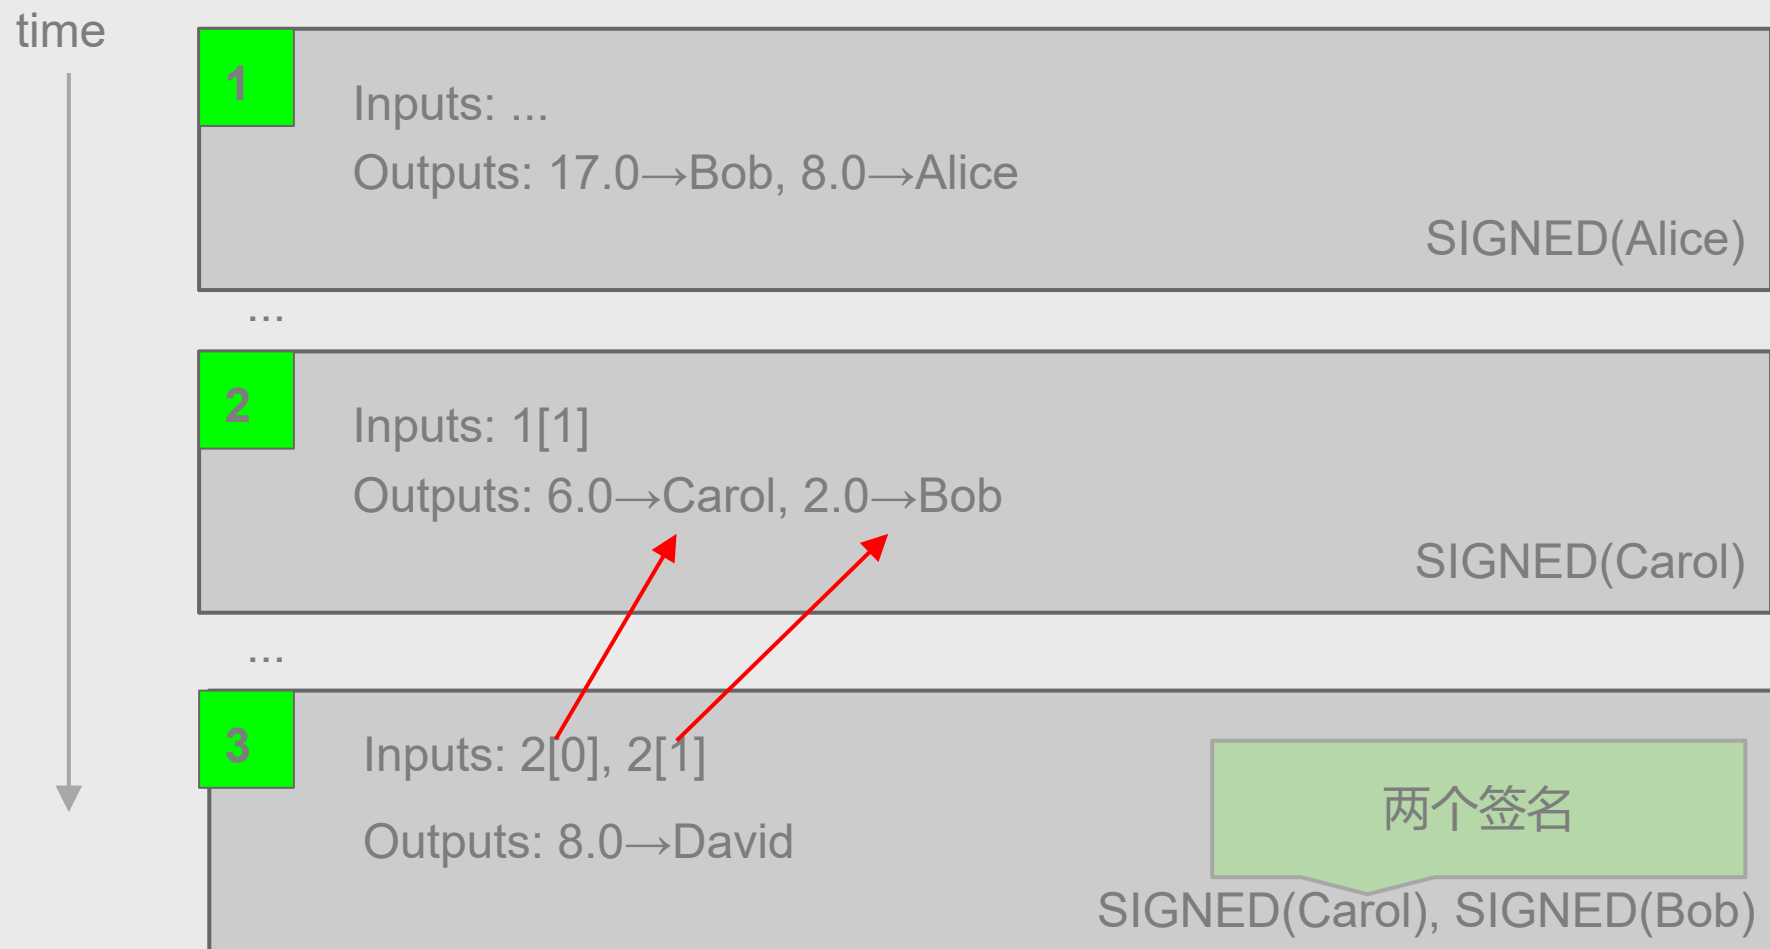 time
1
Inputs: ...
Outputs: 17.0→Bob, 8.0→Alice
SIGNED(Alice)
...
2
Inputs: 1[1]
Outputs: 6.0→Carol, 2.0→Bob
SIGNED(Carol)
...
3
Inputs: 2[0], 2[1]
两个签名
Outputs: 8.0→David
SIGNED(Carol), SIGNED(Bob)